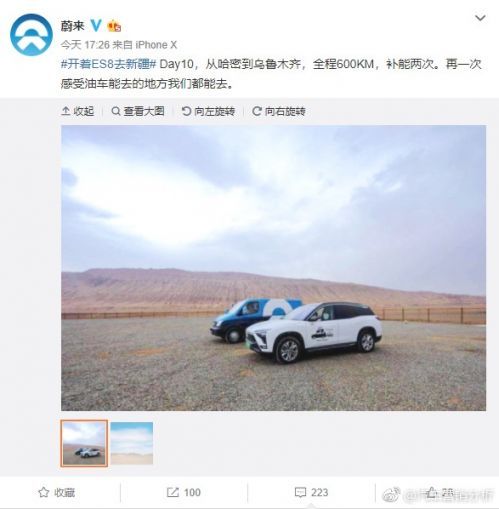 蔚来
今天 17:26 来自 iPhone X
#开着ES8去新疆# Day10，从哈密到乌鲁木齐，全程600KM，补能两次。再一次
感受油车能去的地方我们都能去。
收起 查看大图 向左旋转 向右旋转
收藏 100 223